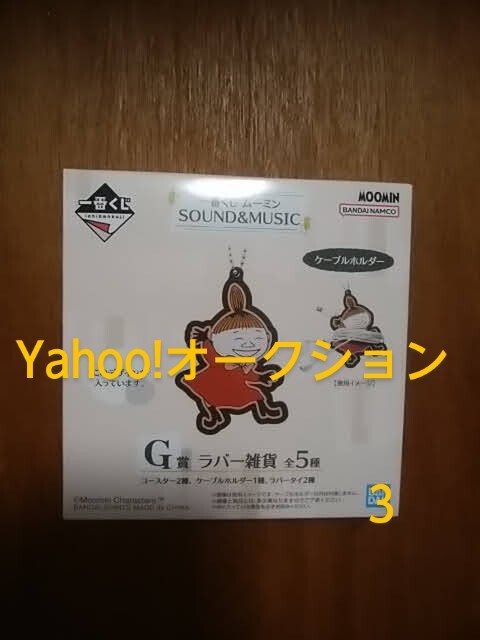 一番くじ
ichibankuji
一番くじ ムーミン
SOUND&MUSIC
MOOMIN
BANDAI NAMCO
ケーブルホルダー
Yahoo!オークション
入っています。
【使用イメージ】
G賞 ラバー雑貨 全5種
コースター2種、ケーブルホルダー1種、ラバータイ2種
©Moomin Characters™
BANDAI SPIRITS MADE IN CHINA
3